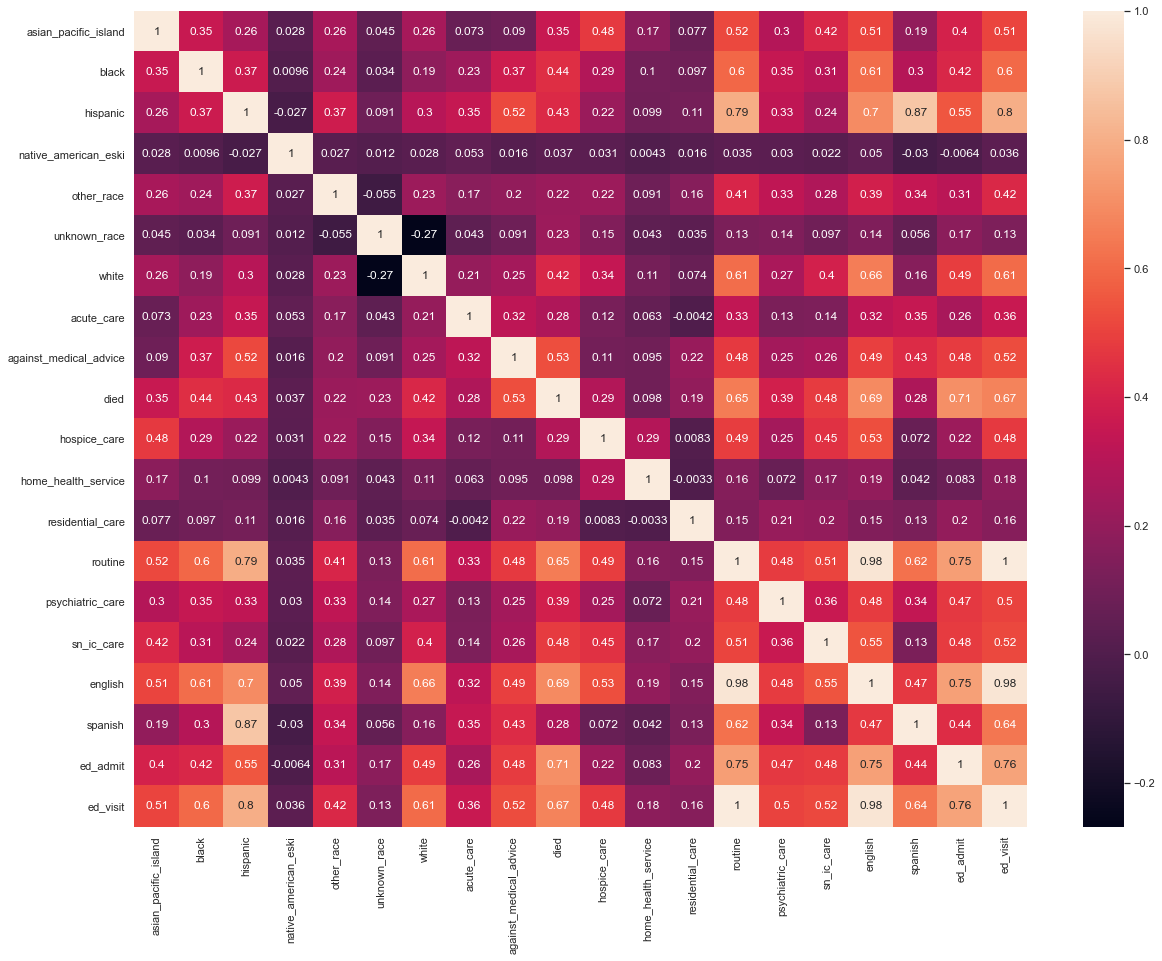 asian_pacific_island 1 0.35 0.26 0.028 0.26 0.045 0.26 0.073 0.09 0.35 0.48 0.17 0.077 0.52 0.3 0.42 0.51 0.19 0.4 0.51
black 0.35 1 0.37 0.0096 0.24 0.034 0.19 0.23 0.37 0.44 0.29 0.1 0.097 0.6 0.35 0.31 0.61 0.3 0.42 0.6
hispanic 0.26 0.37 1 -0.027 0.37 0.091 0.3 0.35 0.52 0.43 0.22 0.099 0.11 0.79 0.33 0.24 0.7 0.87 0.55 0.8
native_american_eski 0.028 0.0096 -0.027 1 0.027 0.012 0.028 0.053 0.016 0.037 0.031 0.0043 0.016 0.035 0.03 0.022 0.05 -0.03 -0.0064 0.036
other_race 0.26 0.24 0.37 0.027 1 -0.055 0.23 0.17 0.2 0.22 0.22 0.091 0.16 0.41 0.33 0.28 0.39 0.34 0.31 0.42
unknown_race 0.045 0.034 0.091 0.012 -0.055 1 -0.27 0.043 0.091 0.23 0.15 0.043 0.035 0.13 0.14 0.097 0.14 0.056 0.17 0.13
white 0.26 0.19 0.3 0.028 0.23 -0.27 1 0.21 0.25 0.42 0.34 0.11 0.074 0.61 0.27 0.4 0.66 0.16 0.49 0.61
acute_care 0.073 0.23 0.35 0.053 0.17 0.043 0.21 1 0.32 0.28 0.12 0.063 -0.0042 0.33 0.13 0.14 0.32 0.35 0.26 0.36
against_medical_advice 0.09 0.37 0.52 0.016 0.2 0.091 0.25 0.32 1 0.53 0.11 0.095 0.22 0.48 0.25 0.26 0.49 0.43 0.48 0.52
died 0.35 0.44 0.43 0.037 0.22 0.23 0.42 0.28 0.53 1 0.29 0.098 0.19 0.65 0.39 0.48 0.69 0.28 0.71 0.67
hospice_care 0.48 0.29 0.22 0.031 0.22 0.15 0.34 0.12 0.11 0.29 1 0.29 0.0083 0.49 0.25 0.45 0.53 0.072 0.22 0.48
home_health_service 0.17 0.1 0.099 0.0043 0.091 0.043 0.11 0.063 0.095 0.098 0.29 1 -0.0033 0.16 0.072 0.17 0.19 0.042 0.083 0.18
residential_care 0.077 0.097 0.11 0.016 0.16 0.035 0.074 -0.0042 0.22 0.19 0.0083 -0.0033 1 0.15 0.21 0.2 0.15 0.13 0.2 0.16
routine 0.52 0.6 0.79 0.035 0.41 0.13 0.61 0.33 0.48 0.65 0.49 0.16 0.15 1 0.48 0.51 0.98 0.62 0.75 1
psychiatric_care 0.3 0.35 0.33 0.03 0.33 0.14 0.27 0.13 0.25 0.39 0.25 0.072 0.21 0.48 1 0.36 0.48 0.34 0.47 0.5
sn_ic_care 0.42 0.31 0.24 0.022 0.28 0.097 0.4 0.14 0.26 0.48 0.45 0.17 0.2 0.51 0.36 1 0.55 0.13 0.48 0.52
english 0.51 0.61 0.7 0.05 0.39 0.14 0.66 0.32 0.49 0.69 0.53 0.19 0.15 0.98 0.48 0.55 1 0.47 0.75 0.98
spanish 0.19 0.3 0.87 -0.03 0.34 0.056 0.16 0.35 0.43 0.28 0.072 0.042 0.13 0.62 0.34 0.13 0.47 1 0.44 0.64
ed_admit 0.4 0.42 0.55 -0.0064 0.31 0.17 0.49 0.26 0.48 0.71 0.22 0.083 0.2 0.75 0.47 0.48 0.75 0.44 1 0.76
ed_visit 0.51 0.6 0.8 0.036 0.42 0.13 0.61 0.36 0.52 0.67 0.48 0.18 0.16 1 0.5 0.52 0.98 0.64 0.76 1
asian_pacific_island
black
hispanic
native_american_eski
other_race
unknown_race
white
acute_care
against_medical_advice
died
hospice_care
home_health_service
residential_care
routine
psychiatric_care
sn_ic_care
english
spanish
ed_admit
ed_visit
1.0
0.8
0.6
0.4
0.2
0.0
−0.2